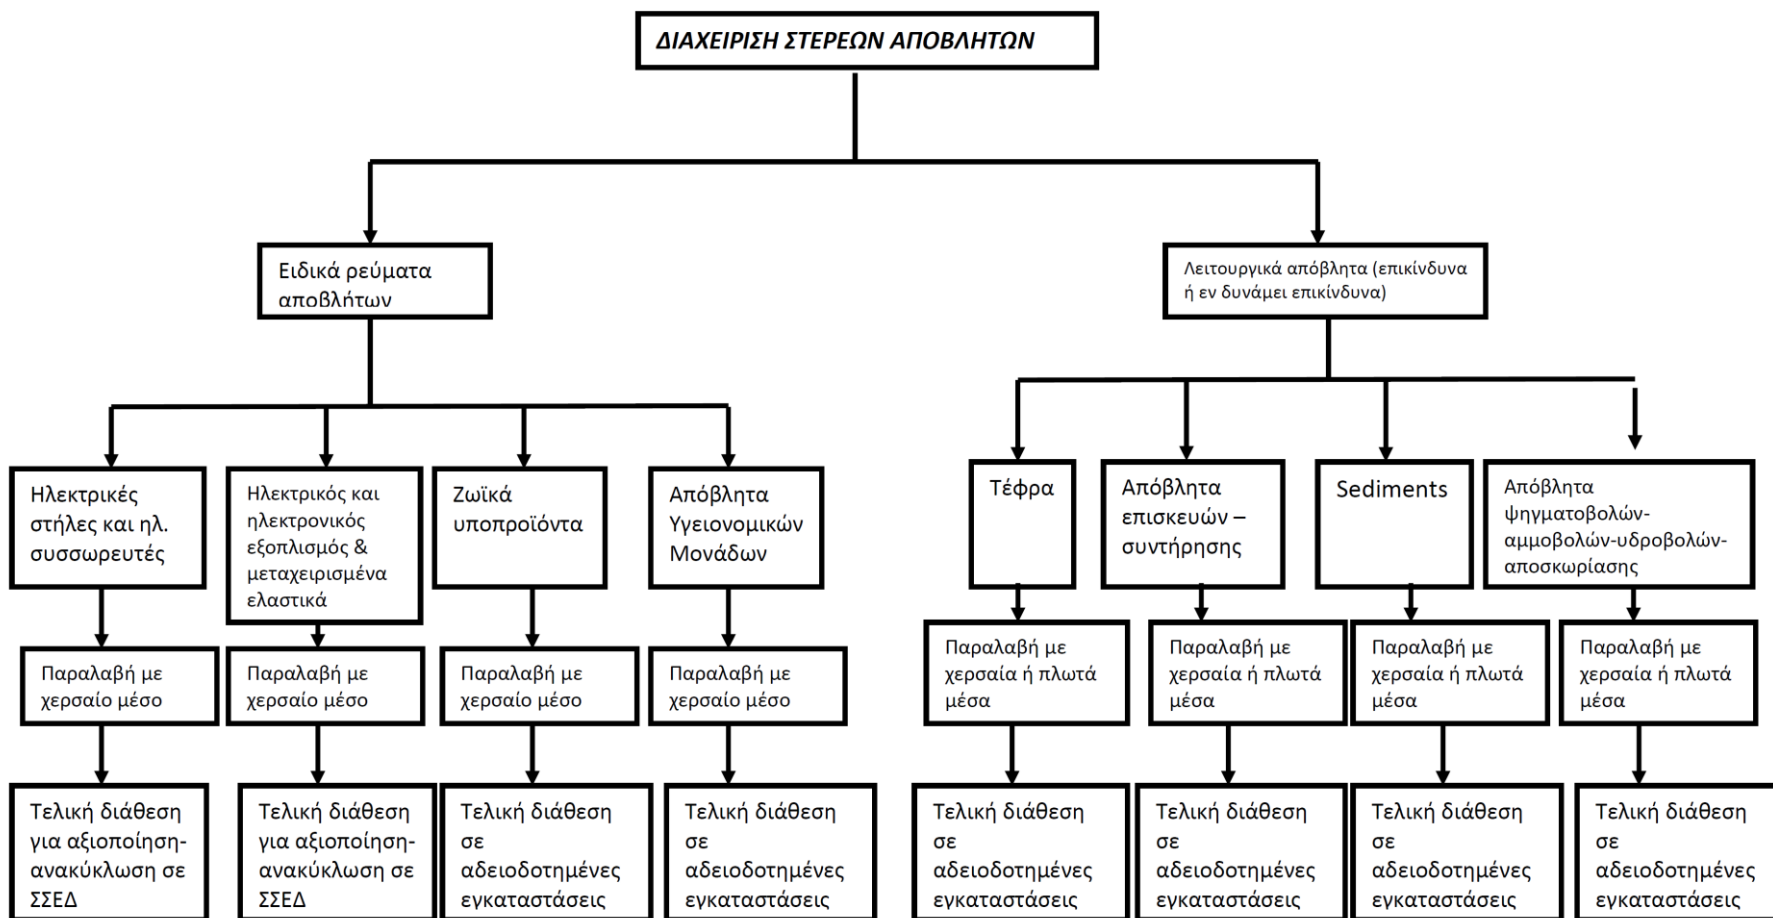 ΔΙΑΧΕΙΡΙΣΗ ΣΤΕΡΕΩΝ ΑΠΟΒΛΗΤΩΝ
Ειδικά ρεύματα
αποβλήτων
Λειτουργικά απόβλητα (επικίνδυνα
ή εν δυνάμει επικίνδυνα)
Ηλεκτρικές
στήλες και ηλ.
συσσωρευτές
Ηλεκτρικός και
ηλεκτρονικός
εξοπλισμός &
μεταχειρισμένα
ελαστικά
Ζωϊκά
υποπροϊόντα
Απόβλητα
Υγειονομικών
Μονάδων
Τέφρα
Απόβλητα
επισκευών –
συντήρησης
Sediments
Απόβλητα
ψηγματοβολών-
αμμοβολών-υδροβολών-
αποσκωρίασης
Παραλαβή με
χερσαίο μέσο
Παραλαβή με
χερσαίο μέσο
Παραλαβή με
χερσαίο μέσο
Παραλαβή με
χερσαίο μέσο
Παραλαβή με
χερσαία ή πλωτά
μέσα
Παραλαβή με
χερσαία ή πλωτά
μέσα
Παραλαβή με
χερσαία ή πλωτά
μέσα
Παραλαβή με
χερσαία ή πλωτά
μέσα
Τελική διάθεση
για αξιοποίηση-
ανακύκλωση σε
ΣΣΕΔ
Τελική διάθεση
για αξιοποίηση-
ανακύκλωση σε
ΣΣΕΔ
Τελική διάθεση
σε
αδειοδοτημένες
εγκαταστάσεις
Τελική διάθεση
σε
αδειοδοτημένες
εγκαταστάσεις
Τελική διάθεση
σε
αδειοδοτημένες
εγκαταστάσεις
Τελική διάθεση
σε
αδειοδοτημένες
εγκαταστάσεις
Τελική διάθεση
σε
αδειοδοτημένες
εγκαταστάσεις
Τελική διάθεση
σε
αδειοδοτημένες
εγκαταστάσεις